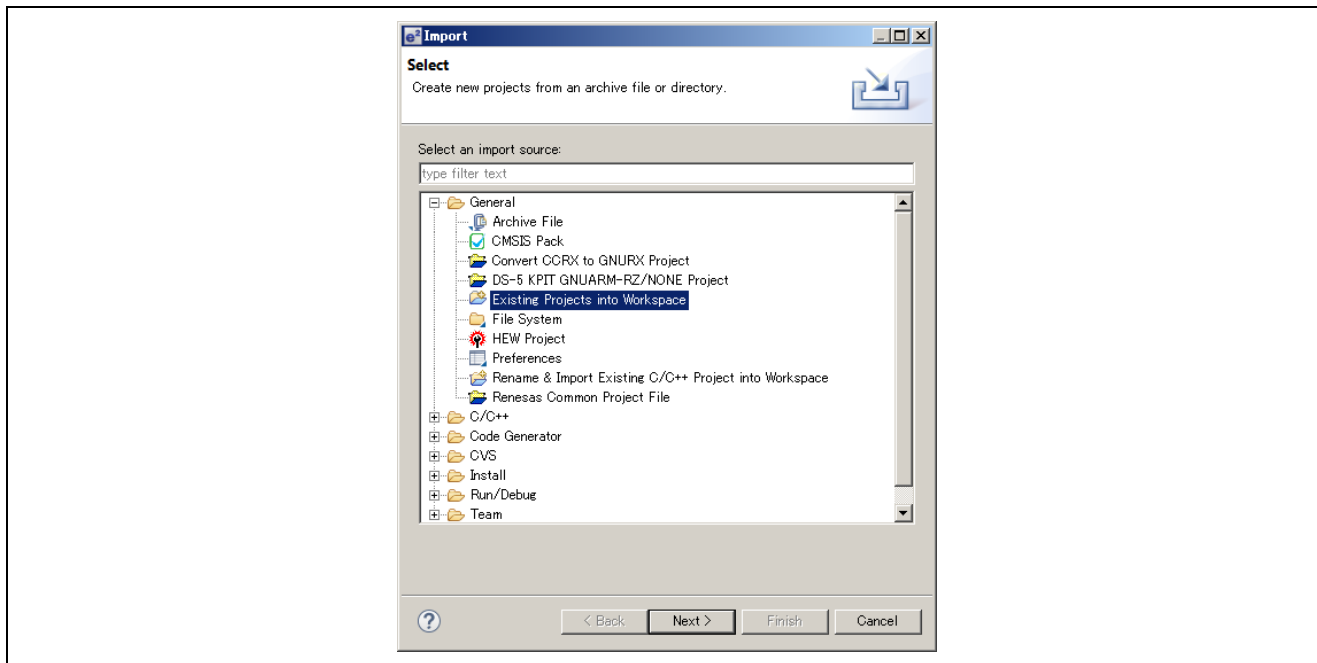 e² Import
Select
Create new projects from an archive file or directory.
Select an import source:
type filter text
General
Archive File
CMSIS Pack
Convert CCRX to GNURX Project
DS-5 KPIT GNUARM-RZ/NONE Project
Existing Projects into Workspace
File System
HEW Project
Preferences
Rename & Import Existing C/C++ Project into Workspace
Renesas Common Project File
C/C++
Code Generator
CVS
Install
Run/Debug
Team
? < Back Next > Finish Cancel